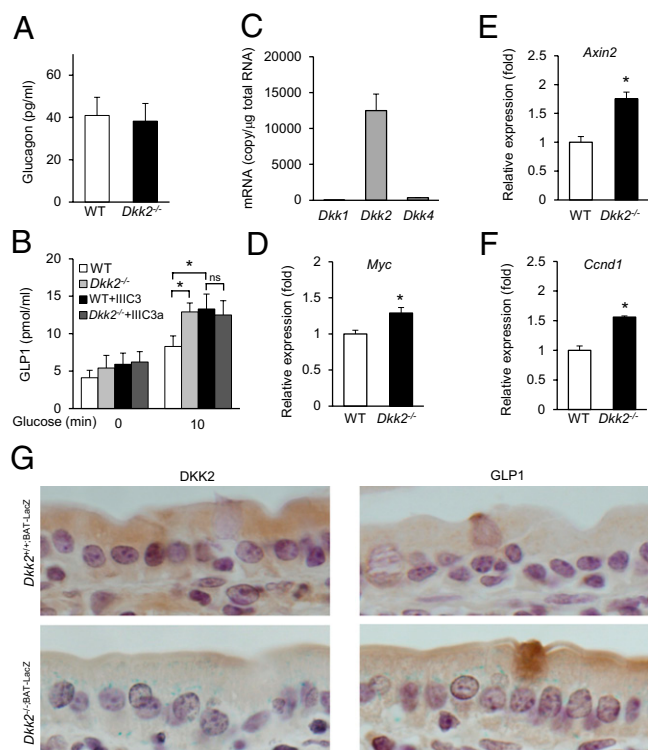 A
Glucagon (pg/ml)
60
40
20
0
WT
Dkk2-/-
B
GLP1 (pmol/ml)
20
15
10
5
0
WT
Dkk2-/-
WT+IIIC3
Dkk2-/-+IIIC3a
*
*
ns
Glucose (min)
0
10
C
mRNA (copy/µg total RNA)
20000
15000
10000
5000
0
Dkk1
Dkk2
Dkk4
D
Myc
Relative expression (fold)
2
1.5
1
0.5
0
*
WT
Dkk2-/-
E
Axin2
Relative expression (fold)
2.5
2
1.5
1
0.5
0
*
WT
Dkk2-/-
F
Ccnd1
Relative expression (fold)
2.5
2
1.5
1
0.5
0
*
WT
Dkk2-/-
G
DKK2
GLP1
Dkk2+/+:BAT-LacZ
Dkk2-/-:BAT-LacZ